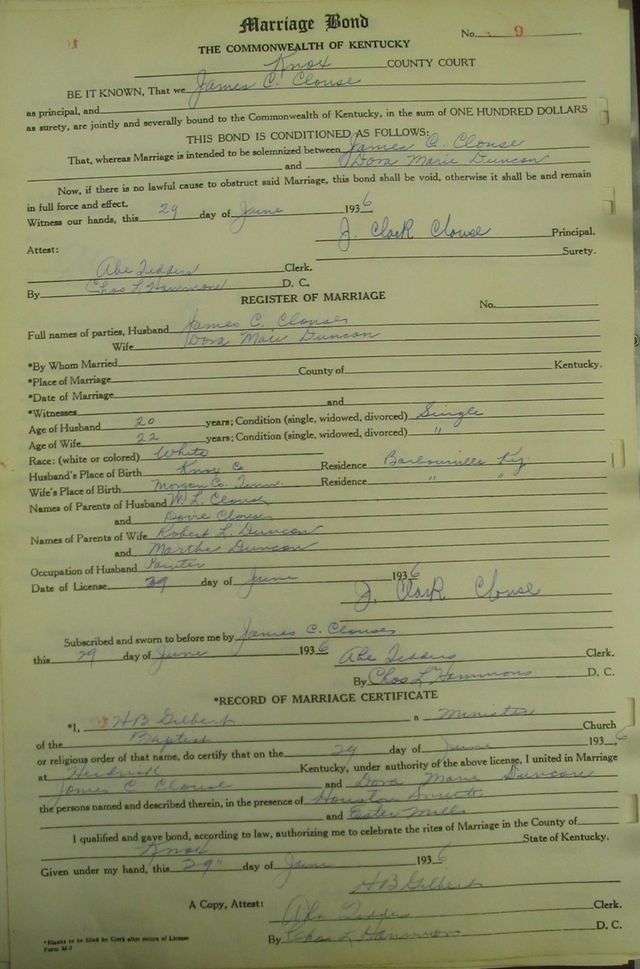 Marriage Bond
No. 9
THE COMMONWEALTH OF KENTUCKY
Knox COUNTY COURT
BE IT KNOWN, That we James C. Clouse
as principal, and
as surety, are jointly and severally bound to the Commonwealth of Kentucky, in the sum of ONE HUNDRED DOLLARS
THIS BOND IS CONDITIONED AS FOLLOWS:
That, whereas Marriage is intended to be solemnized between James C. Clouse
and Dora Marie Duncan
Now, if there is no lawful cause to obstruct said Marriage, this bond shall be void, otherwise it shall be and remain
in full force and effect.
Witness our hands, this 29 day of June 1936
J. Clark Clouse Principal.
Attest: Surety.
Abe Tedders Clerk.
By Chas L. Hammons D. C.
REGISTER OF MARRIAGE
No.
Full names of parties, Husband James C. Clouse
Wife Dora Marie Duncan
*By Whom Married
*Place of Marriage County of Kentucky.
*Date of Marriage
*Witnesses and
Age of Husband 20 years; Condition (single, widowed, divorced) Single
Age of Wife 22 years; Condition (single, widowed, divorced) "
Race: (white or colored) White
Husband's Place of Birth Knox Co Residence Barbourville Ky.
Wife's Place of Birth Morgan Co. Tenn. Residence " "
Names of Parents of Husband W. L. Clouse
and Clouse
Names of Parents of Wife Robert L. Duncan
and Martha Duncan
Occupation of Husband Painter
Date of License 29 day of June 1936
J. Clark Clouse
Subscribed and sworn to before me by James C. Clouse
this 29 day of June 1936 Abe Tedders Clerk.
By Chas L. Hammons D. C.
*RECORD OF MARRIAGE CERTIFICATE
*I, H B Gilbert a Minister
of the Baptist Church
or religious order of that name, do certify that on the 29 day of June 1936
at Kentucky, under authority of the above license, I united in Marriage
James C Clouse and Dora Marie Duncan
the persons named and described therein, in the presence of Houston
and Ester Mills
I qualified and gave bond, according to law, authorizing me to celebrate the rites of Marriage in the County of
Knox State of Kentucky.
Given under my hand, this 29" day of June 1936
H B Gilbert
A Copy, Attest: Abe Tedders Clerk.
By Chas L Hammons D. C.
*Blanks to be filled by Clerk after return of License
Form M-7